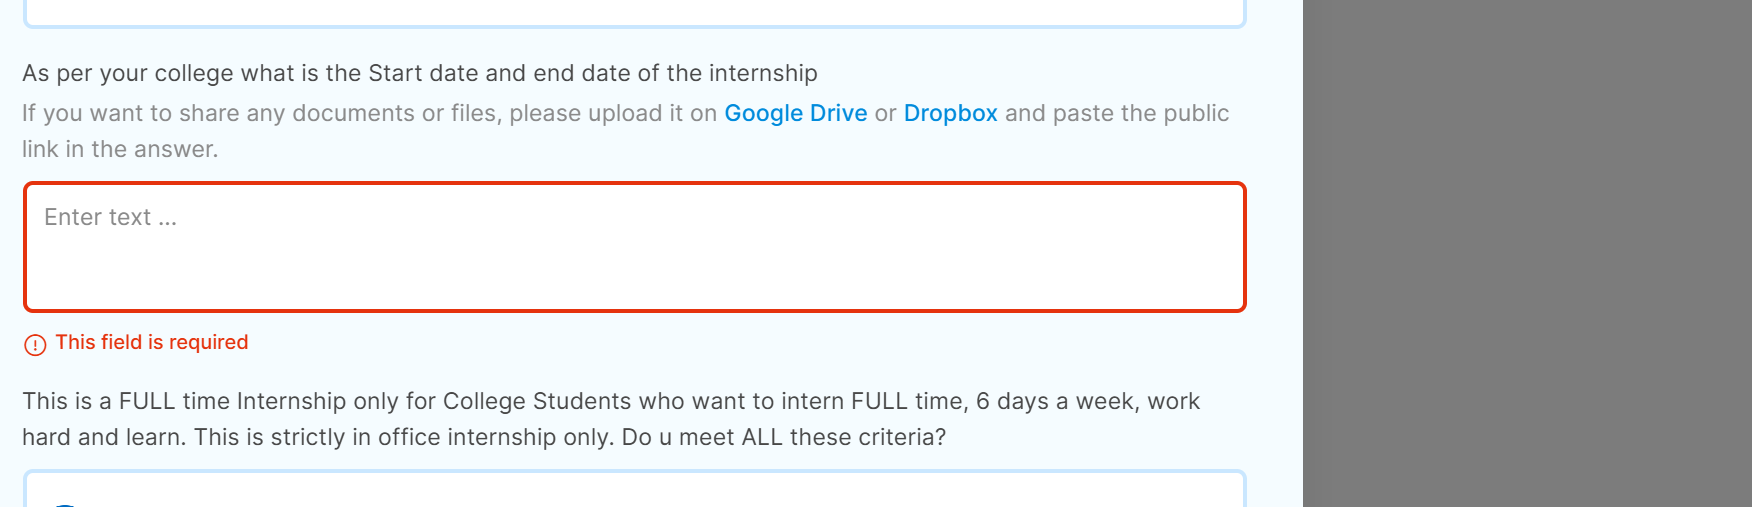 As per your college what is the Start date and end date of the internship
If you want to share any documents or files, please upload it on Google Drive or Dropbox and paste the public
link in the answer.
Enter text ...
This field is required
This is a FULL time Internship only for College Students who want to intern FULL time, 6 days a week, work
hard and learn. This is strictly in office internship only. Do u meet ALL these criteria?